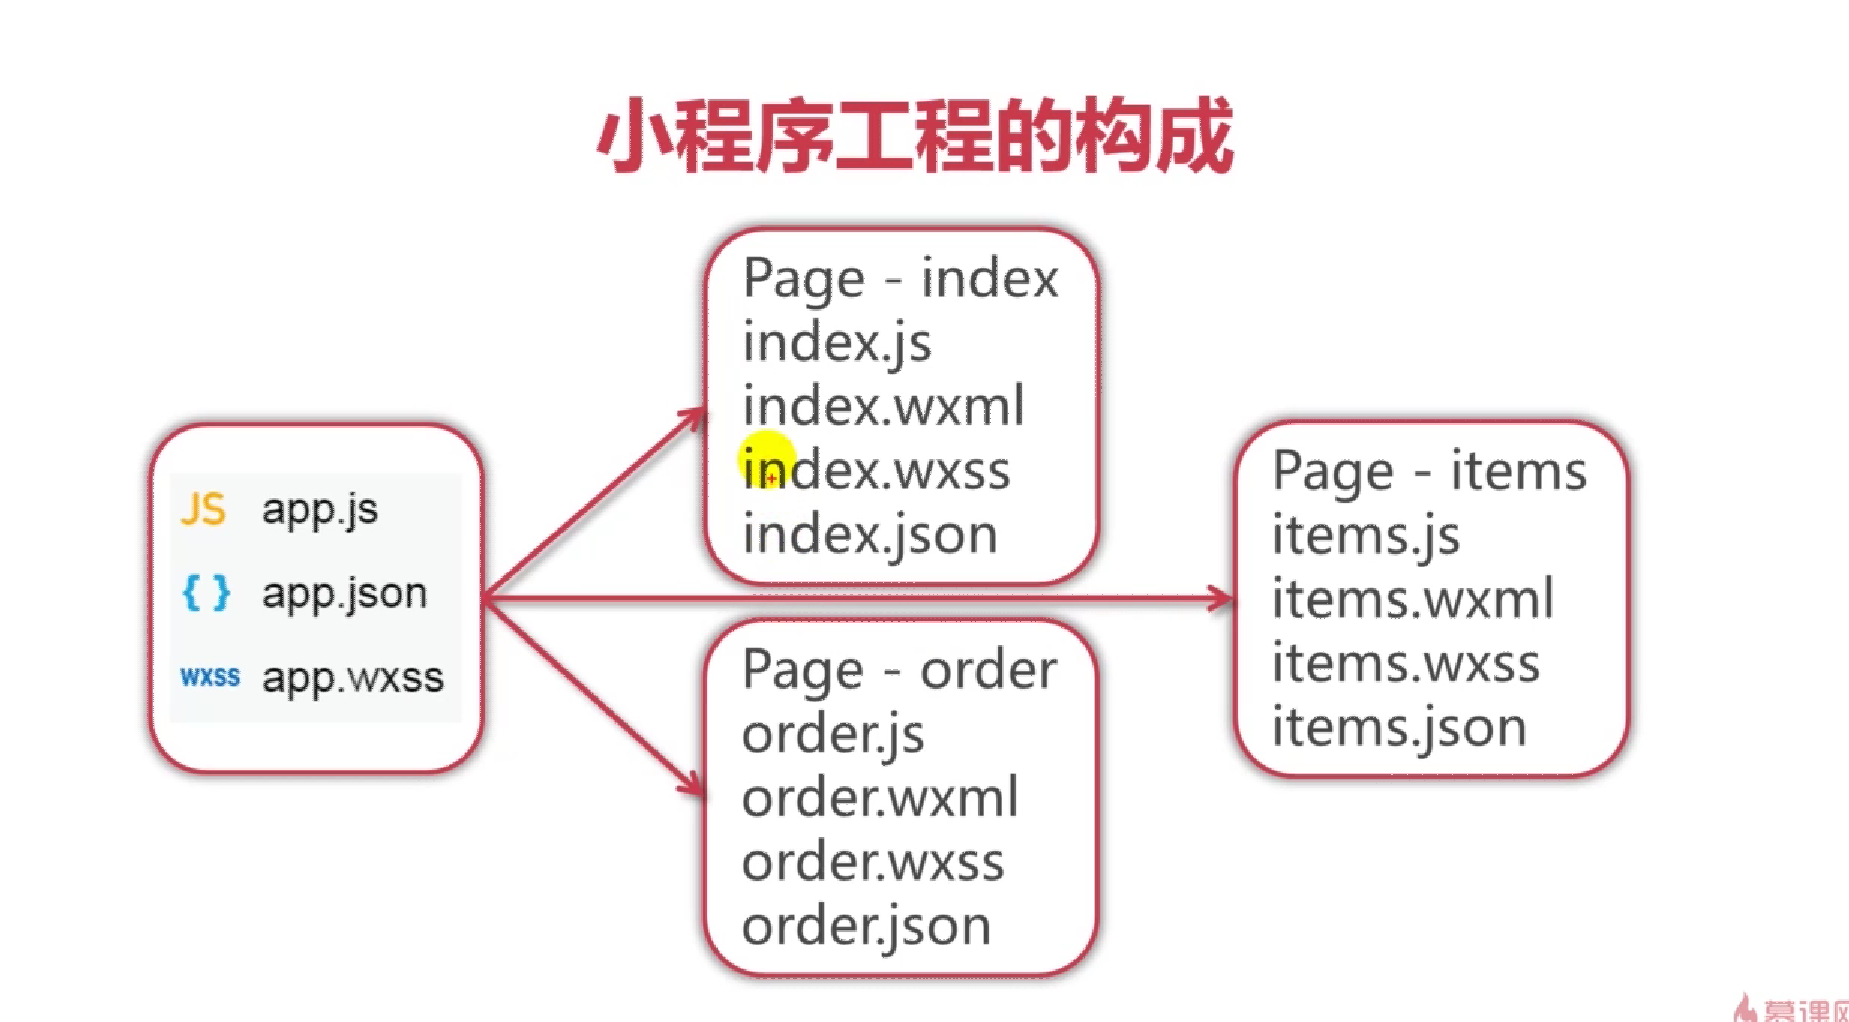 小程序工程的构成
JS app.js
{ } app.json
wxss app.wxss
Page - index
index.js
index.wxml
index.wxss
index.json
Page - order
order.js
order.wxml
order.wxss
order.json
Page - items
items.js
items.wxml
items.wxss
items.json
慕课网